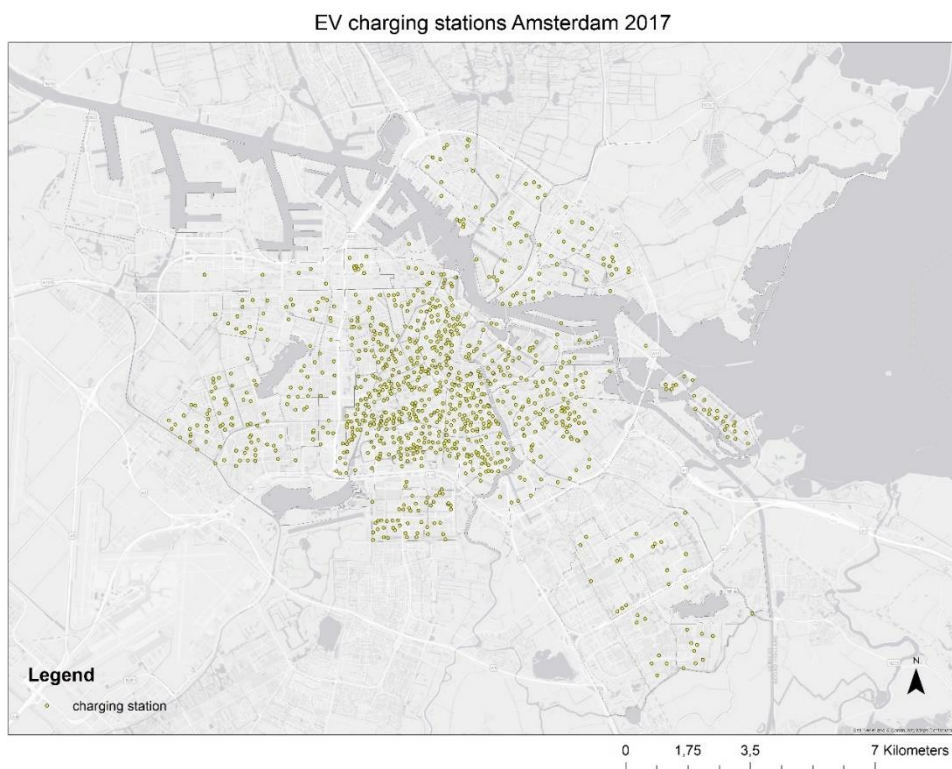 EV charging stations Amsterdam 2017
Legend
charging station
N
0 1,75 3,5 7 Kilometers